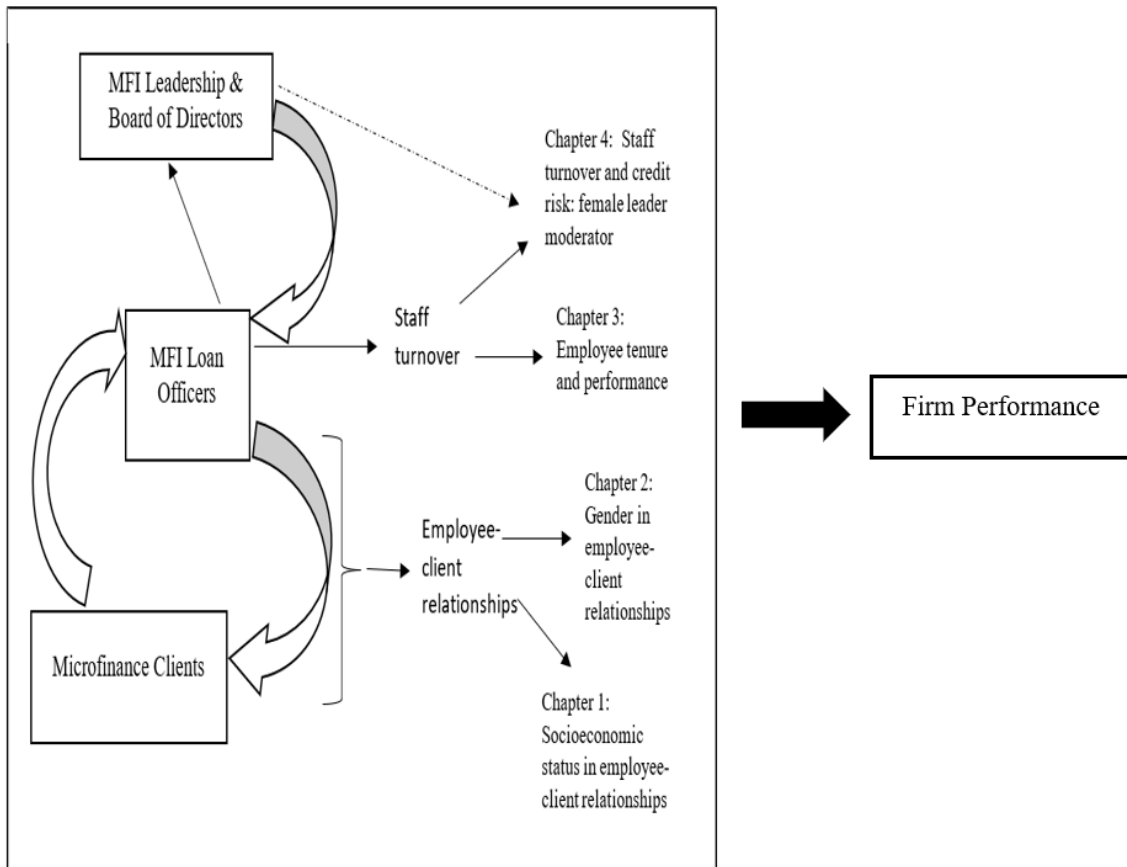 MFI Leadership &
Board of Directors
Chapter 4:  Staff
turnover and credit
risk: female leader
moderator
MFI Loan
Officers
Staff
turnover
Chapter 3:
Employee tenure
and performance
Firm Performance
Chapter 2:
Gender in
employee-
client
relationships
Employee-
client
relationships
Microfinance Clients
Chapter 1:
Socioeconomic
status in employee-
client relationships